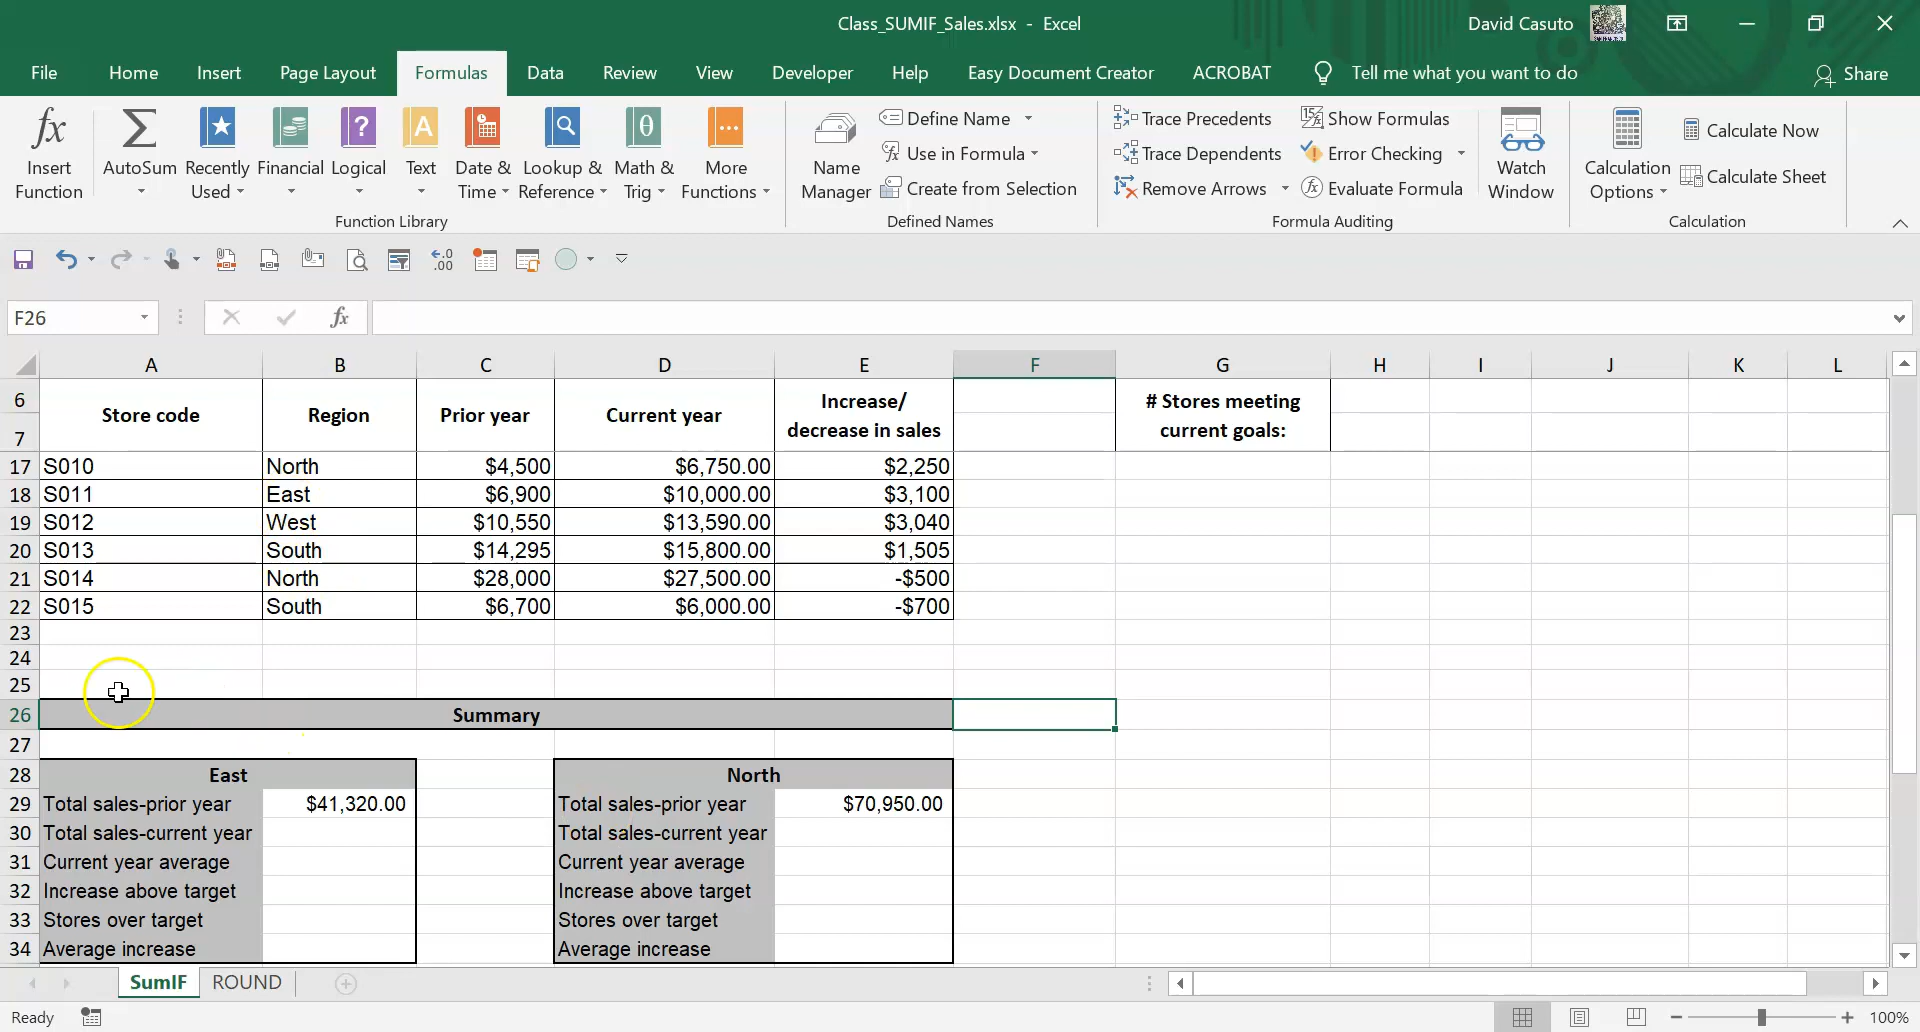 Class_SUMIF_Sales.xlsx - Excel
David Casuto
File Home Insert Page Layout Formulas Data Review View Developer Help Easy Document Creator ACROBAT Tell me what you want to do Share
Insert Function
AutoSum
Recently Used
Financial
Logical
Text
Date & Time
Lookup & Reference
Math & Trig
More Functions
Function Library
Name Manager
Define Name
Use in Formula
Create from Selection
Defined Names
Trace Precedents
Trace Dependents
Remove Arrows
Show Formulas
Error Checking
Evaluate Formula
Formula Auditing
Watch Window
Calculation Options
Calculate Now
Calculate Sheet
Calculation
F26
fx
A B C D E F G H I J K L
6
7
Store code
Region
Prior year
Current year
Increase/
decrease in sales
# Stores meeting
current goals:
17 S010 North $4,500 $6,750.00 $2,250
18 S011 East $6,900 $10,000.00 $3,100
19 S012 West $10,550 $13,590.00 $3,040
20 S013 South $14,295 $15,800.00 $1,505
21 S014 North $28,000 $27,500.00 -$500
22 S015 South $6,700 $6,000.00 -$700
23
24
25
26 Summary
27
28 East North
29 Total sales-prior year $41,320.00 Total sales-prior year $70,950.00
30 Total sales-current year Total sales-current year
31 Current year average Current year average
32 Increase above target Increase above target
33 Stores over target Stores over target
34 Average increase Average increase
SumIF ROUND
Ready
100%